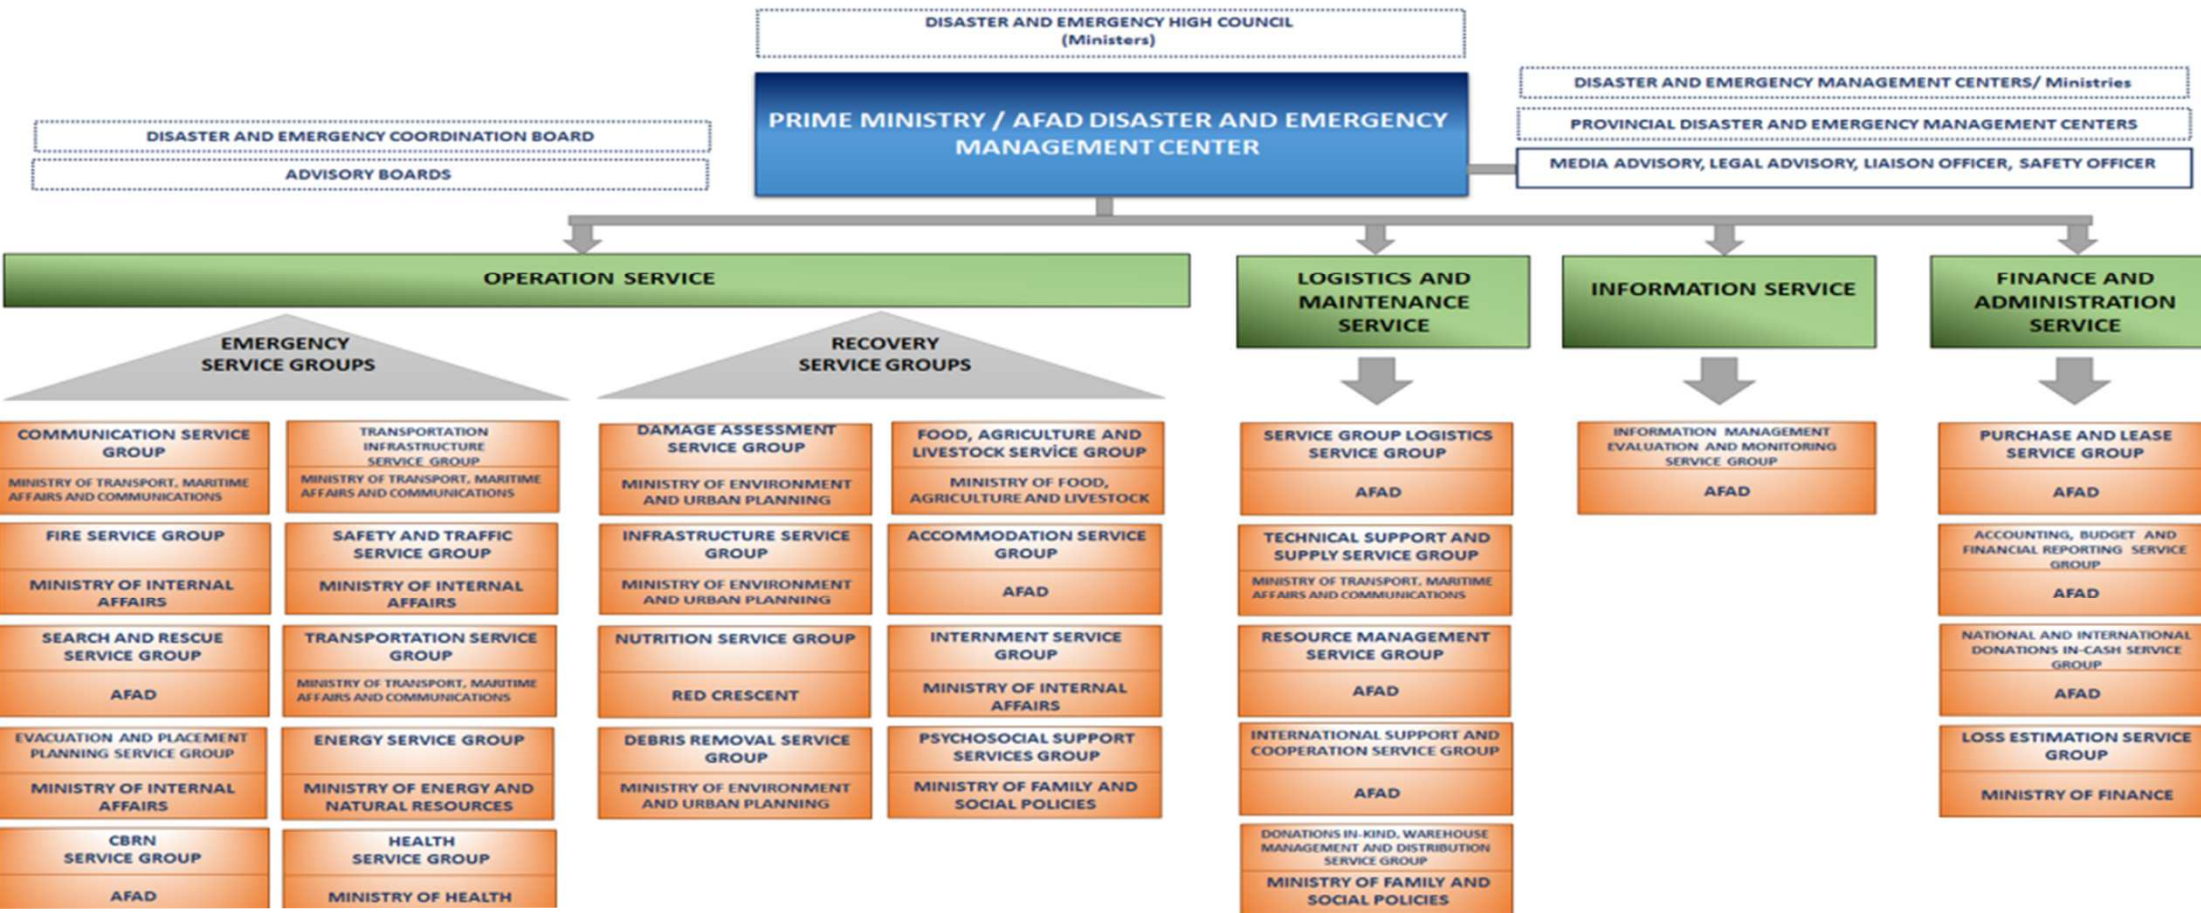 DISASTER AND EMERGENCY HIGH COUNCIL
(Ministers)
PRIME MINISTRY / AFAD DISASTER AND EMERGENCY
MANAGEMENT CENTER
DISASTER AND EMERGENCY COORDINATION BOARD
ADVISORY BOARDS
DISASTER AND EMERGENCY MANAGEMENT CENTERS/ Ministries
PROVINCIAL DISASTER AND EMERGENCY MANAGEMENT CENTERS
MEDIA ADVISORY, LEGAL ADVISORY, LIAISON OFFICER, SAFETY OFFICER
OPERATION SERVICE
EMERGENCY
SERVICE GROUPS
COMMUNICATION SERVICE
GROUP
MINISTRY OF TRANSPORT, MARITIME
AFFAIRS AND COMMUNICATIONS
FIRE SERVICE GROUP
MINISTRY OF INTERNAL
AFFAIRS
SEARCH AND RESCUE
SERVICE GROUP
AFAD
EVACUATION AND PLACEMENT
PLANNING SERVICE GROUP
MINISTRY OF INTERNAL
AFFAIRS
CBRN
SERVICE GROUP
AFAD
TRANSPORTATION
INFRASTRUCTURE
SERVICE GROUP
MINISTRY OF TRANSPORT, MARITIME
AFFAIRS AND COMMUNICATIONS
SAFETY AND TRAFFIC
SERVICE GROUP
MINISTRY OF INTERNAL
AFFAIRS
TRANSPORTATION SERVICE
GROUP
MINISTRY OF TRANSPORT, MARITIME
AFFAIRS AND COMMUNICATIONS
ENERGY SERVICE GROUP
MINISTRY OF ENERGY AND
NATURAL RESOURCES
HEALTH
SERVICE GROUP
MINISTRY OF HEALTH
RECOVERY
SERVICE GROUPS
DAMAGE ASSESSMENT
SERVICE GROUP
MINISTRY OF ENVIRONMENT
AND URBAN PLANNING
INFRASTRUCTURE SERVICE
GROUP
MINISTRY OF ENVIRONMENT
AND URBAN PLANNING
NUTRITION SERVICE GROUP
RED CRESCENT
DEBRIS REMOVAL SERVICE
GROUP
MINISTRY OF ENVIRONMENT
AND URBAN PLANNING
FOOD, AGRICULTURE AND
LIVESTOCK SERVİCE GROUP
MINISTRY OF FOOD,
AGRICULTURE AND LIVESTOCK
ACCOMMODATION SERVICE
GROUP
AFAD
INTERNMENT SERVICE
GROUP
MINISTRY OF INTERNAL
AFFAIRS
PSYCHOSOCIAL SUPPORT
SERVICES GROUP
MINISTRY OF FAMILY AND
SOCIAL POLICIES
LOGISTICS AND
MAINTENANCE
SERVICE
SERVICE GROUP LOGISTICS
SERVICE GROUP
AFAD
TECHNICAL SUPPORT AND
SUPPLY SERVICE GROUP
MINISTRY OF TRANSPORT, MARITIME
AFFAIRS AND COMMUNICATIONS
RESOURCE MANAGEMENT
SERVICE GROUP
AFAD
INTERNATIONAL SUPPORT AND
COOPERATION SERVICE GROUP
AFAD
DONATIONS IN-KIND, WAREHOUSE
MANAGEMENT AND DISTRIBUTION
SERVICE GROUP
MINISTRY OF FAMILY AND
SOCIAL POLICIES
INFORMATION SERVICE
INFORMATION MANAGEMENT
EVALUATION AND MONITORING
SERVICE GROUP
AFAD
FINANCE AND
ADMINISTRATION
SERVICE
PURCHASE AND LEASE
SERVICE GROUP
AFAD
ACCOUNTING, BUDGET AND
FINANCIAL REPORTING SERVICE
GROUP
AFAD
NATIONAL AND INTERNATIONAL
DONATIONS IN-CASH SERVICE
GROUP
AFAD
LOSS ESTIMATION SERVICE
GROUP
MINISTRY OF FINANCE